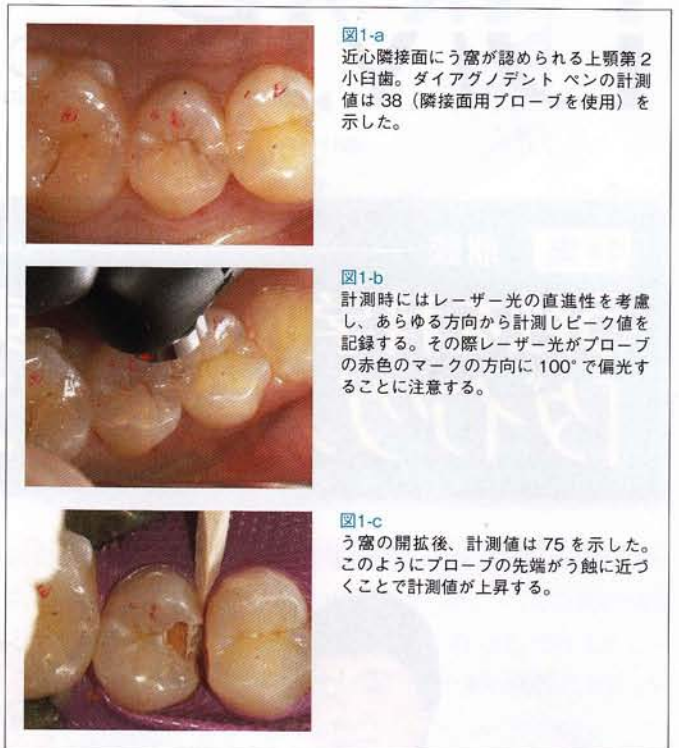 図1-a
近心隣接面にう窩が認められる上顎第2
小臼歯。ダイアグノデント ペンの計測
値は38（隣接面用プローブを使用）を
示した。
図1-b
計測時にはレーザー光の直進性を考慮
し、あらゆる方向から計測しピーク値を
記録する。その際レーザー光がプローブ
の赤色のマークの方向に100°で偏光す
ることに注意する。
図1-c
う窩の開拡後、計測値は75を示した。
このようにプローブの先端がう蝕に近づ
くことで計測値が上昇する。